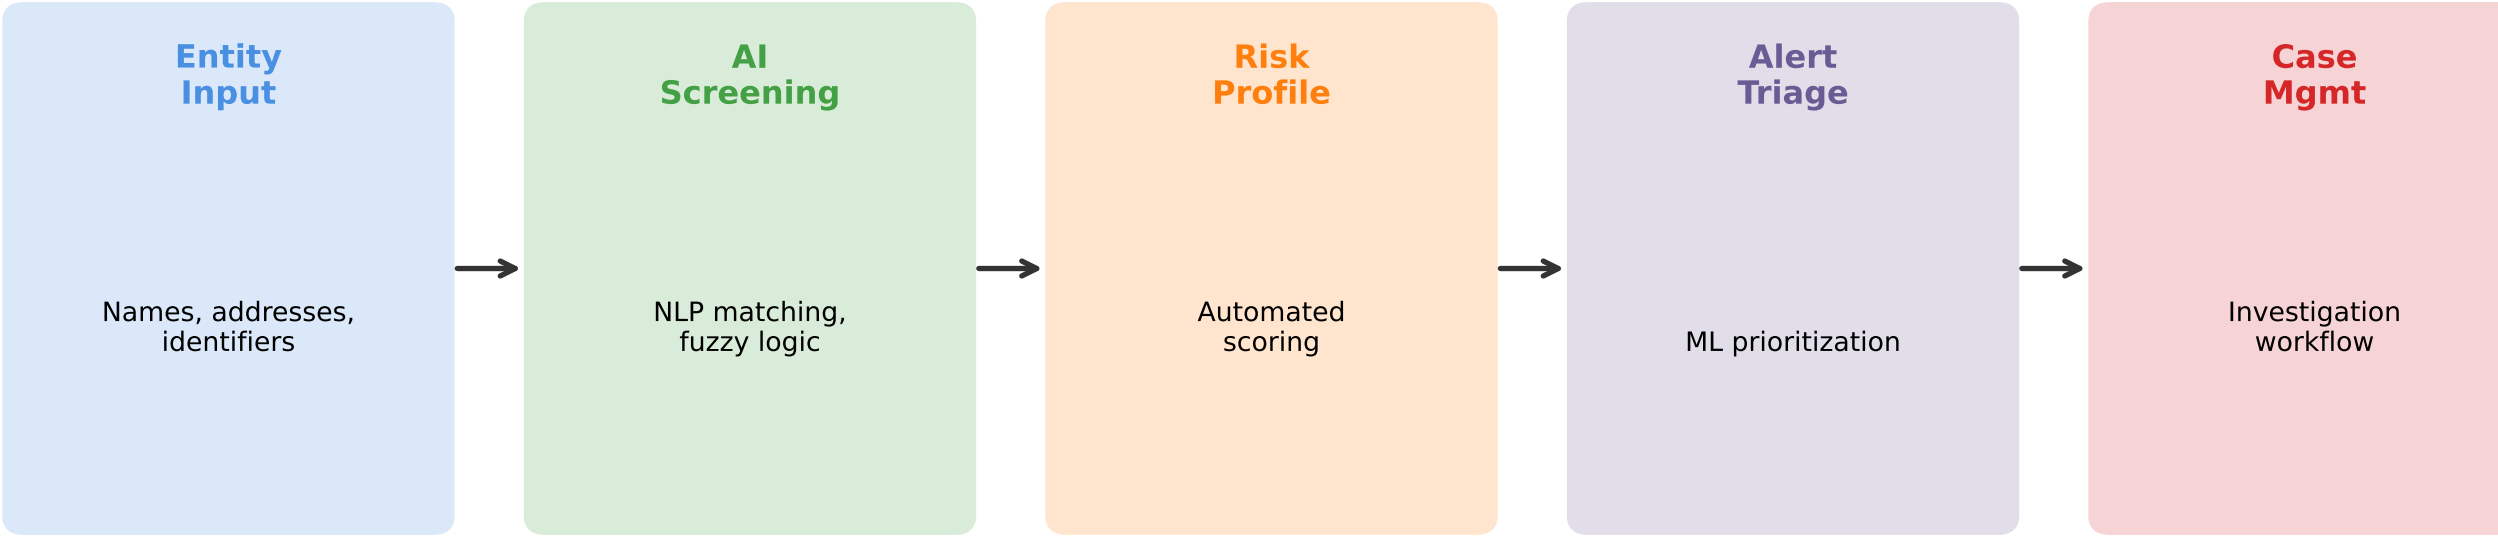 Entity
Input
Names, addresses,
identifiers
AI
Screening
NLP matching,
fuzzy logic
Risk
Profile
Automated
scoring
Alert
Triage
ML prioritization
Case
Mgmt
Investigation
workflow